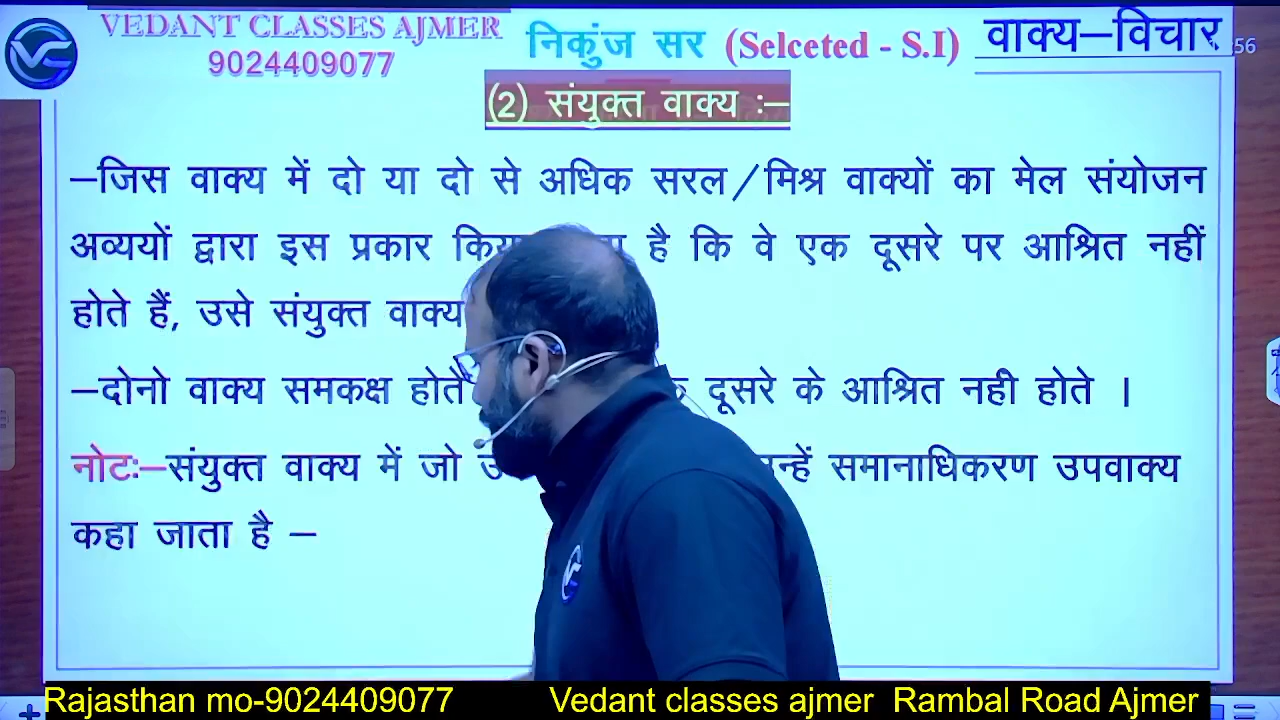 VEDANT CLASSES AJMER
9024409077
निकुंज सर (Selceted - S.I)
वाक्य–विचार
56
(2) संयुक्त वाक्य :–
–जिस वाक्य में दो या दो से अधिक सरल/मिश्र वाक्यों का मेल संयोजन
अव्ययों द्वारा इस प्रकार है कि वे एक दूसरे पर आश्रित नहीं
होते हैं, उसे संयुक्त वाक्य
–दोनो वाक्य समकक्ष होते दूसरे के आश्रित नही होते ।
नोटः–संयुक्त वाक्य में जो समानाधिकरण उपवाक्य
कहा जाता है –
Rajasthan mo-9024409077 Vedant classes ajmer Rambal Road Ajmer